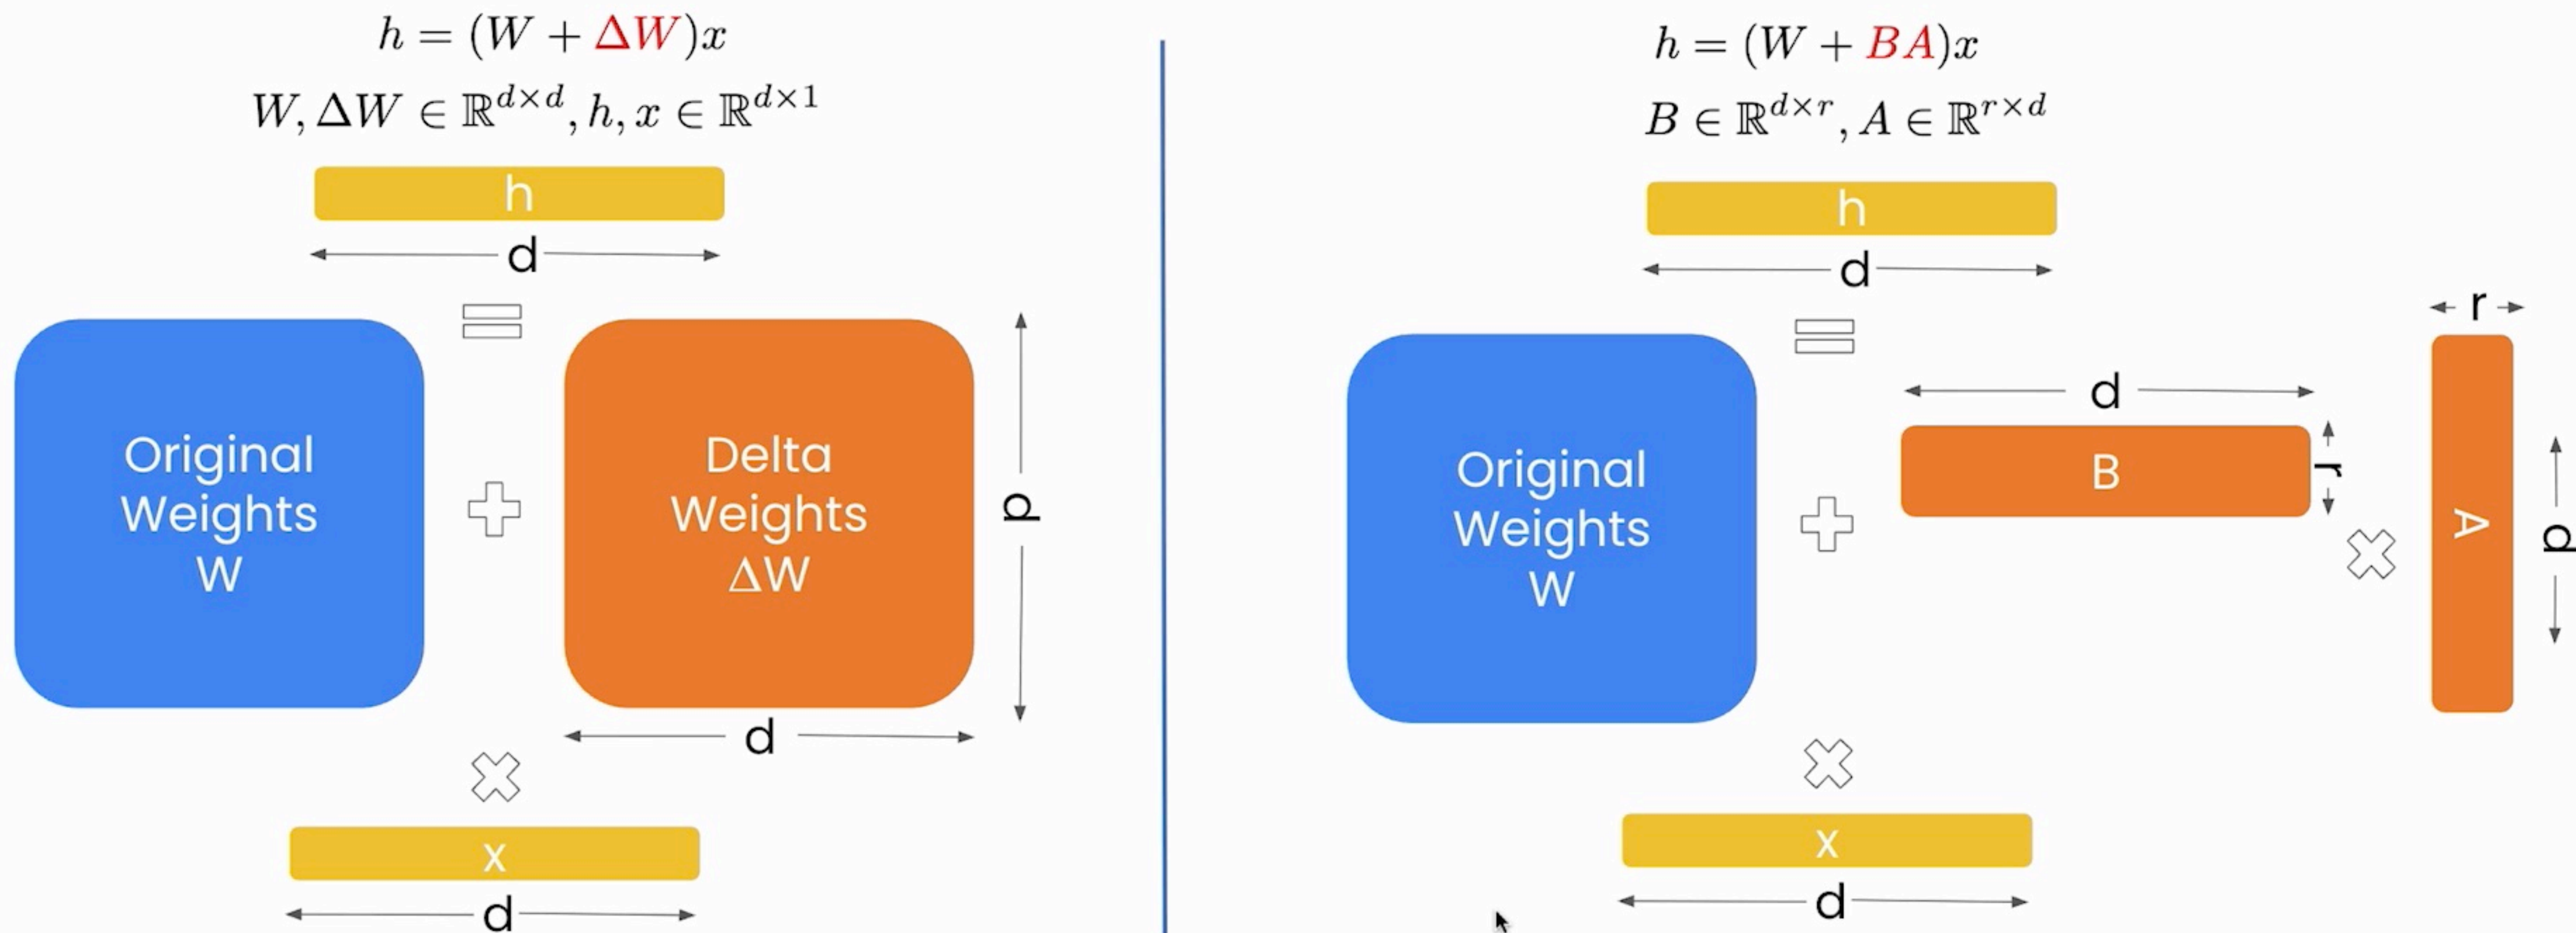 h = (W + ΔW)x
W, ΔW ∈ ℝ^{d×d}, h, x ∈ ℝ^{d×1}
h
d
=
Original
Weights
W
+
Delta
Weights
ΔW
d
d
×
x
d
h = (W + BA)x
B ∈ ℝ^{d×r}, A ∈ ℝ^{r×d}
h
d
=
Original
Weights
W
+
d
B
r
×
r
A
d
×
x
d